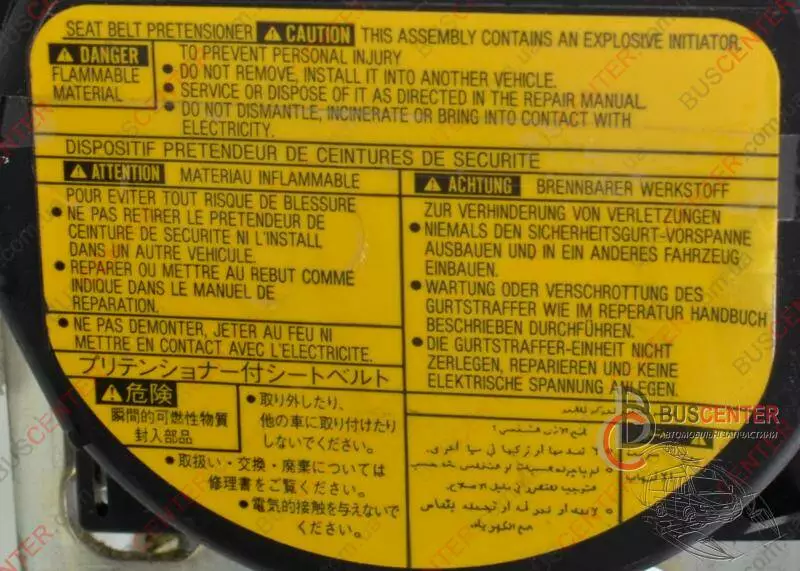 SEAT BELT PRETENSIONER ⚠ CAUTION THIS ASSEMBLY CONTAINS AN EXPLOSIVE INITIATOR.
⚠ DANGER
FLAMMABLE
MATERIAL
TO PREVENT PERSONAL INJURY
● DO NOT REMOVE, INSTALL IT INTO ANOTHER VEHICLE.
● SERVICE OR DISPOSE OF IT AS DIRECTED IN THE REPAIR MANUAL.
● DO NOT DISMANTLE, INCINERATE OR BRING INTO CONTACT WITH
ELECTRICITY.
DISPOSITIF PRETENDEUR DE CEINTURES DE SECURITE
⚠ ATTENTION MATERIAU INFLAMMABLE
POUR EVITER TOUT RISQUE DE BLESSURE
● NE PAS RETIRER LE PRETENDEUR DE
CEINTURE DE SECURITE NI L'INSTALL
DANS UN AUTRE VEHICULE.
● REPARER OU METTRE AU REBUT COMME
INDIQUE DANS LE MANUEL DE
REPARATION.
● NE PAS DEMONTER, JETER AU FEU NI
METTRE EN CONTACT AVEC L'ELECTRICITE.
⚠ ACHTUNG BRENNBARER WERKSTOFF
ZUR VERHINDERUNG VON VERLETZUNGEN
● NIEMALS DEN SICHERHEITSGURT-VORSPANNE
AUSBAUEN UND IN EIN ANDERES FAHRZEUG
EINBAUEN.
● WARTUNG ODER VERSCHROTTUNG DES
GURTSTRAFFER WIE IM REPERATUR HANDBUCH
BESCHRIEBEN DURCHFÜHREN.
● DIE GURTSTRAFFER-EINHEIT NICHT
ZERLEGEN, REPARIEREN UND KEINE
ELEKTRISCHE SPANNUNG ANLEGEN.
プリテンショナー付シートベルト
⚠ 危険
瞬間的可燃性物質
封入部品
● 取り外したり、
他の車に取り付けたり
しないでください。
● 取扱い・交換・廃棄については
修理書をご覧ください。
● 電気的接触を与えないで
ください。
مع الكهرباء.
BUSCENTER
АВТОМОБІЛЬНІ ЗАПЧАСТИНИ